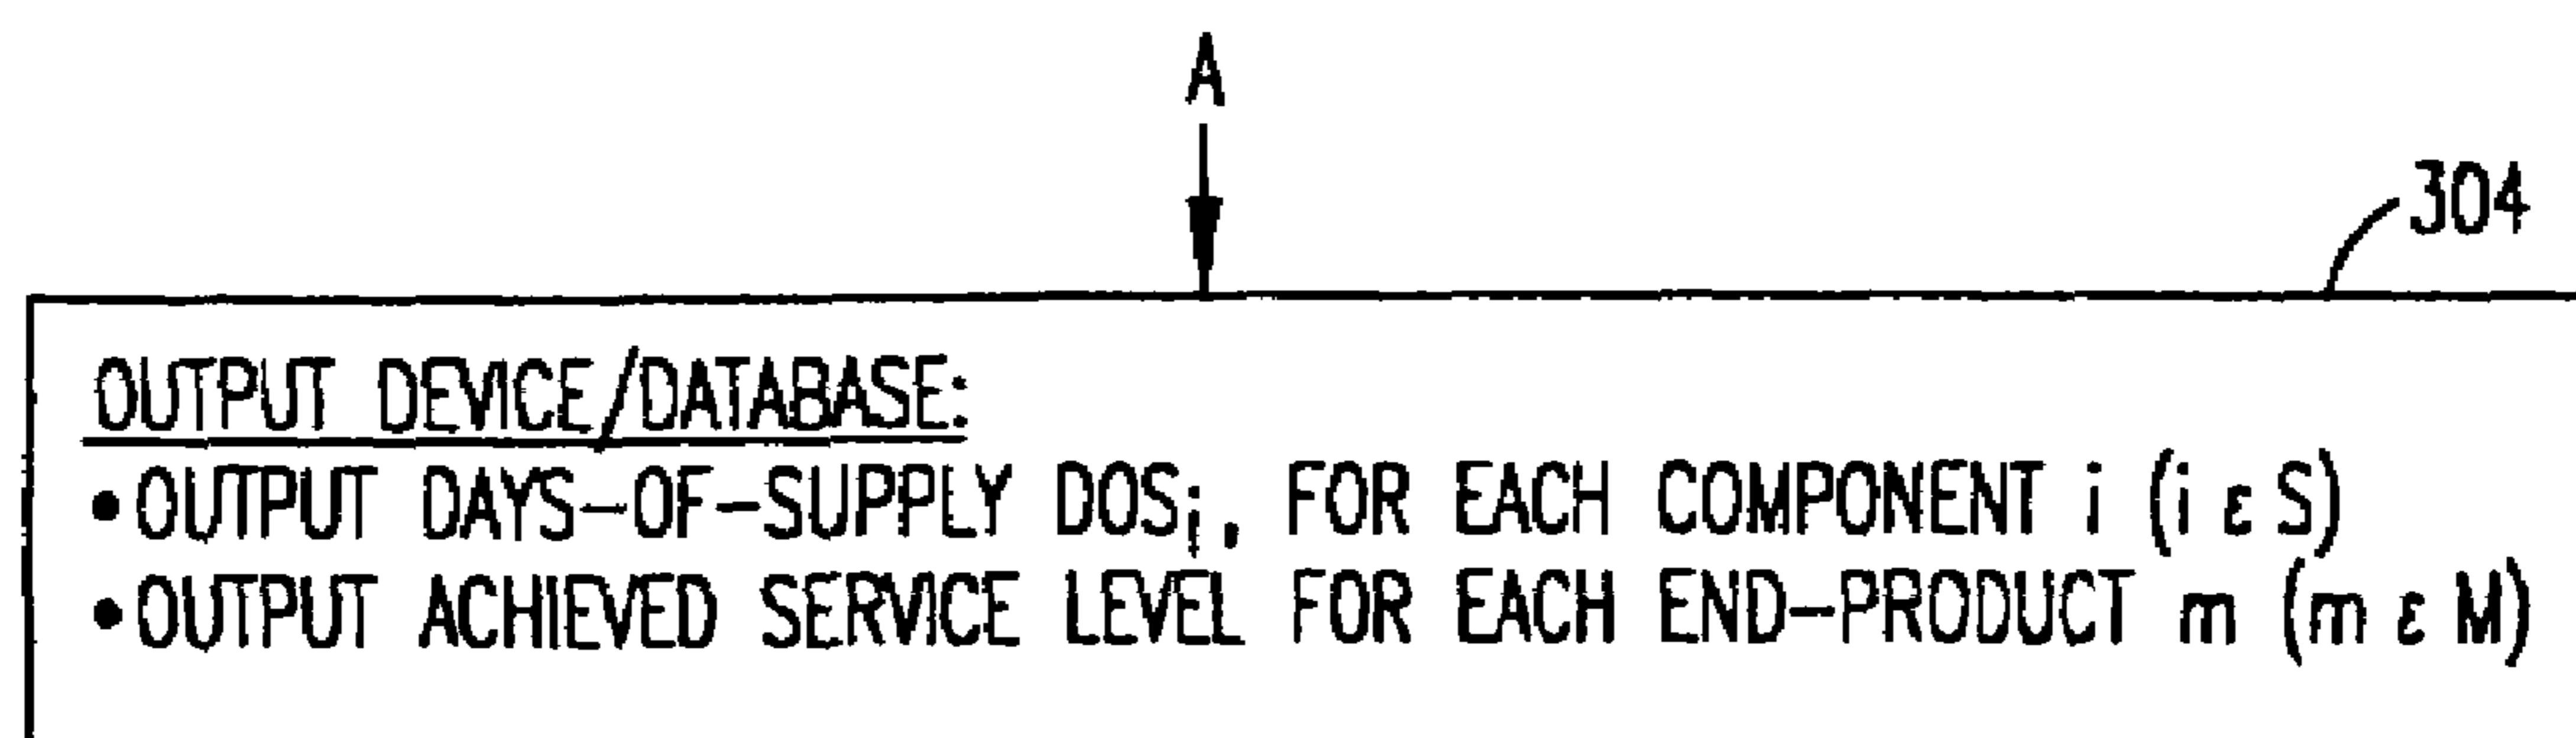 A
304
OUTPUT DEVICE/DATABASE:
•OUTPUT DAYS-OF-SUPPLY DOSi, FOR EACH COMPONENT i (i ε S)
•OUTPUT ACHIEVED SERVICE LEVEL FOR EACH END-PRODUCT m (m ε M)